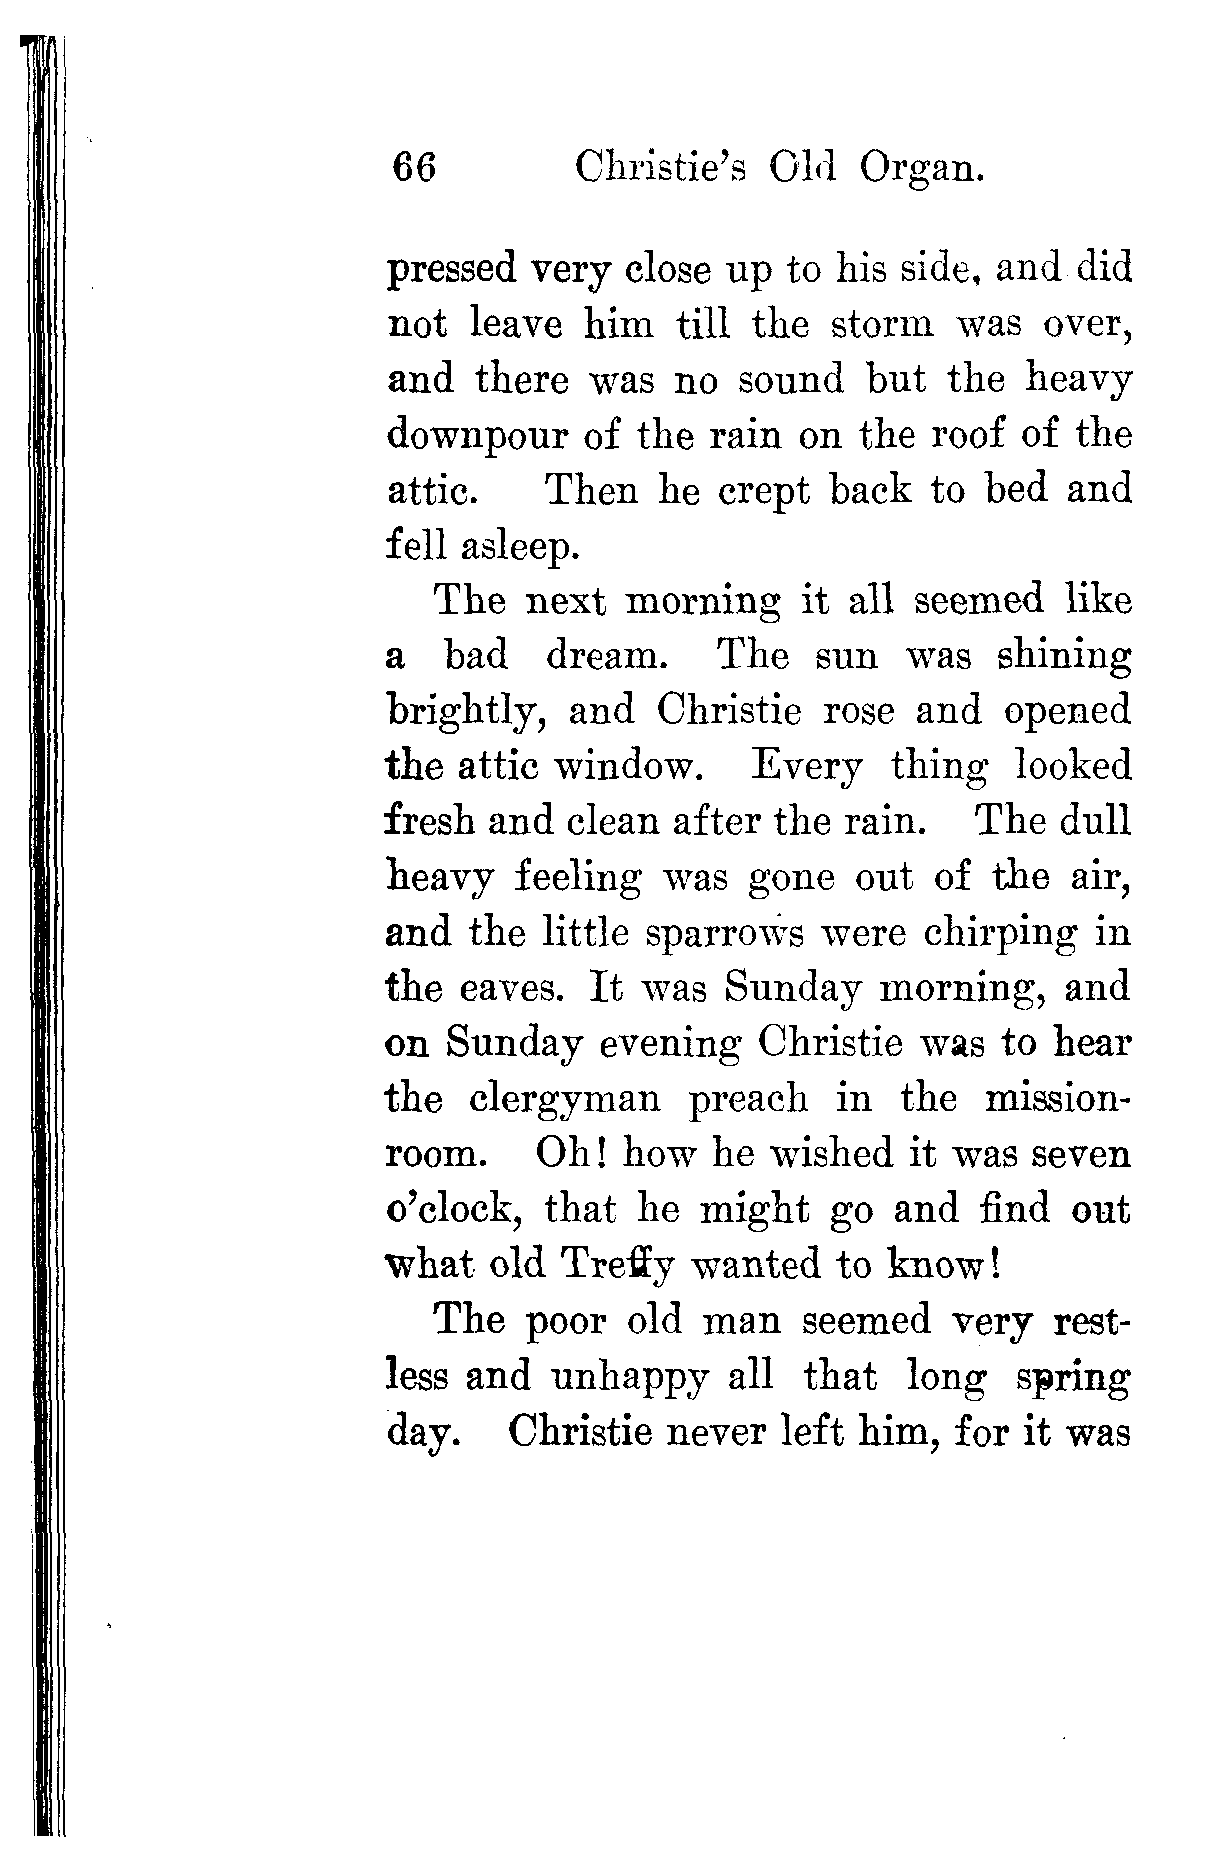 66 Christie's Old Organ.
pressed very close up to his side, and did
not leave him till the storm was over,
and there was no sound but the heavy
downpour of the rain on the roof of the
attic. Then he crept back to bed and
fell asleep.
The next morning it all seemed like
a bad dream. The sun was shining
brightly, and Christie rose and opened
the attic window. Every thing looked
fresh and clean after the rain. The dull
heavy feeling was gone out of the air,
and the little sparrows were chirping in
the eaves. It was Sunday morning, and
on Sunday evening Christie was to hear
the clergyman preach in the mission-
room. Oh! how he wished it was seven
o'clock, that he might go and find out
what old Treffy wanted to know!
The poor old man seemed very rest-
less and unhappy all that long spring
day. Christie never left him, for it was